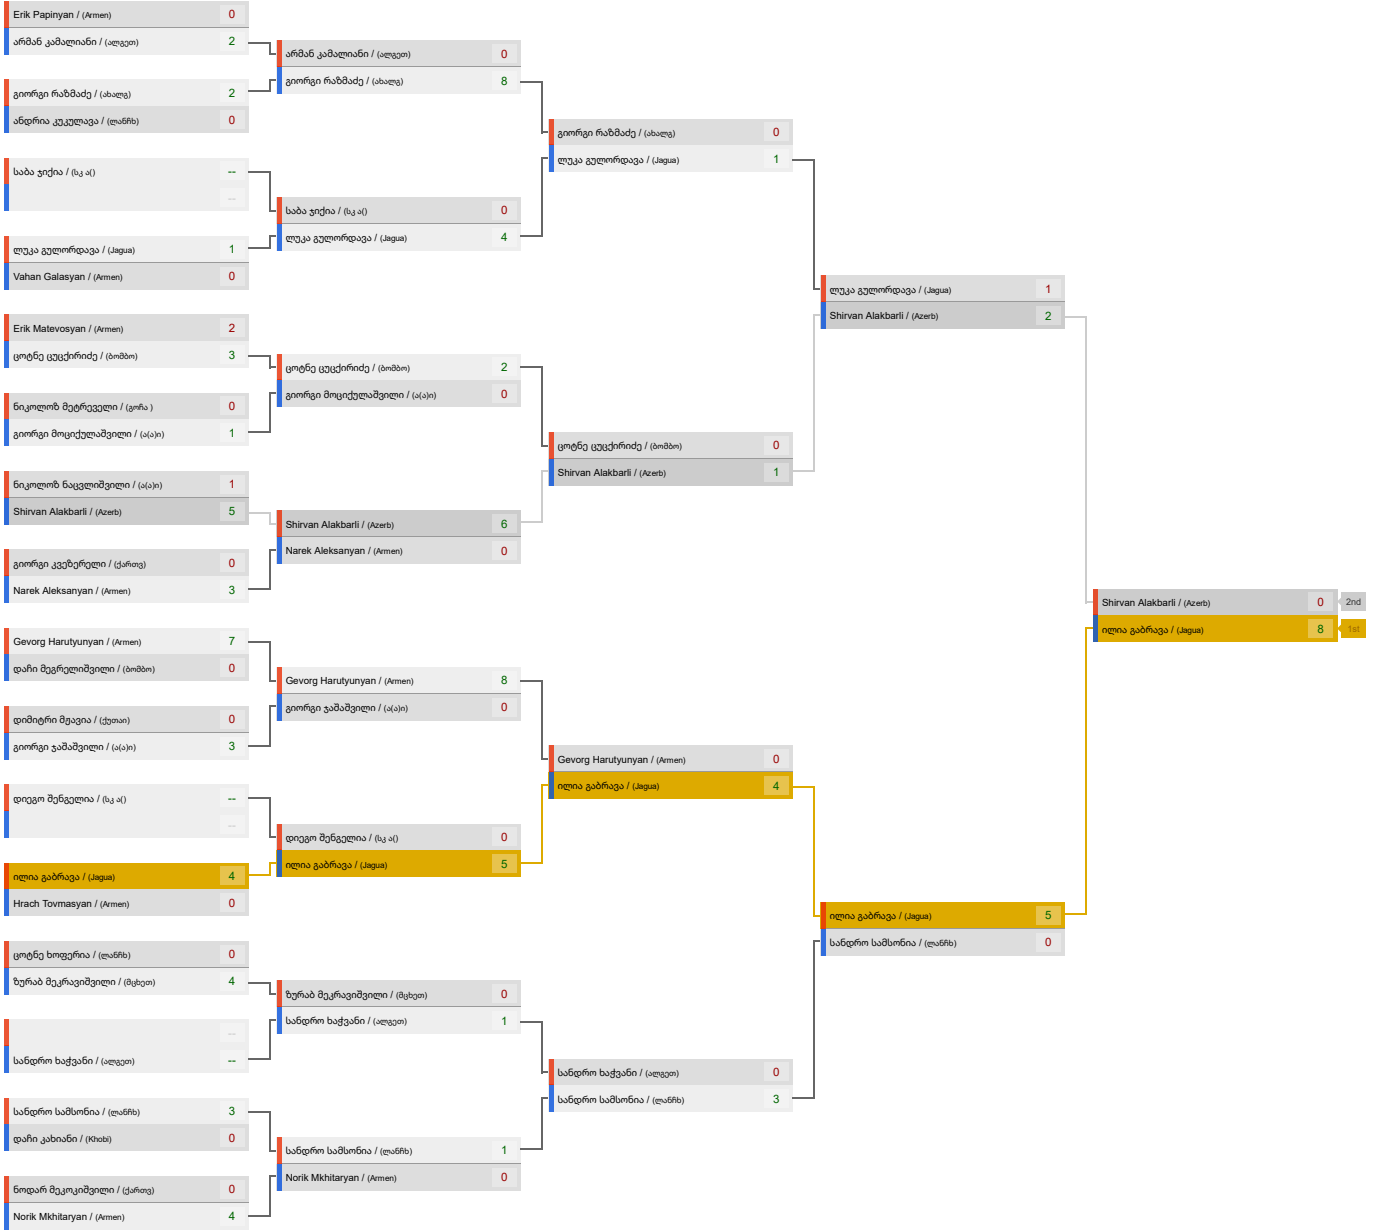 Erik Papinyan / (Armen) 0
არმან კამალიანი / (ალგეთ) 2
გიორგი რაზმაძე / (ახალგ) 2
ანდრია კუკულავა / (ლანჩხ) 0
საბა ჯიქია / (სკ ა() --
--
ლუკა გულორდავა / (Jagua) 1
Vahan Galasyan / (Armen) 0
Erik Matevosyan / (Armen) 2
ცოტნე ცუცქირიძე / (ბომბო) 3
ნიკოლოზ მეტრეველი / (გოჩა ) 0
გიორგი მოციქულაშვილი / (ა(ა)ი) 1
ნიკოლოზ ნაცვლიშვილი / (ა(ა)ი) 1
Shirvan Alakbarli / (Azerb) 5
გიორგი კვეზერელი / (ქართვ) 0
Narek Aleksanyan / (Armen) 3
Gevorg Harutyunyan / (Armen) 7
დაჩი მეგრელიშვილი / (ბომბო) 0
დიმიტრი მჟავია / (ქუთაი) 0
გიორგი ჯაშაშვილი / (ა(ა)ი) 3
დიეგო შენგელია / (სკ ა() --
--
ილია გაბრავა / (Jagua) 4
Hrach Tovmasyan / (Armen) 0
ცოტნე ხოფერია / (ლანჩხ) 0
ზურაბ მეკრავიშვილი / (მცხეთ) 4
--
სანდრო ხაჭვანი / (ალგეთ) --
სანდრო სამსონია / (ლანჩხ) 3
დაჩი კახიანი / (Khobi) 0
ნოდარ მეკოკიშვილი / (ქართვ) 0
Norik Mkhitaryan / (Armen) 4
არმან კამალიანი / (ალგეთ) 0
გიორგი რაზმაძე / (ახალგ) 8
საბა ჯიქია / (სკ ა() 0
ლუკა გულორდავა / (Jagua) 4
ცოტნე ცუცქირიძე / (ბომბო) 2
გიორგი მოციქულაშვილი / (ა(ა)ი) 0
Shirvan Alakbarli / (Azerb) 6
Narek Aleksanyan / (Armen) 0
Gevorg Harutyunyan / (Armen) 8
გიორგი ჯაშაშვილი / (ა(ა)ი) 0
დიეგო შენგელია / (სკ ა() 0
ილია გაბრავა / (Jagua) 5
ზურაბ მეკრავიშვილი / (მცხეთ) 0
სანდრო ხაჭვანი / (ალგეთ) 1
სანდრო სამსონია / (ლანჩხ) 1
Norik Mkhitaryan / (Armen) 0
გიორგი რაზმაძე / (ახალგ) 0
ლუკა გულორდავა / (Jagua) 1
ცოტნე ცუცქირიძე / (ბომბო) 0
Shirvan Alakbarli / (Azerb) 1
Gevorg Harutyunyan / (Armen) 0
ილია გაბრავა / (Jagua) 4
სანდრო ხაჭვანი / (ალგეთ) 0
სანდრო სამსონია / (ლანჩხ) 3
ლუკა გულორდავა / (Jagua) 1
Shirvan Alakbarli / (Azerb) 2
ილია გაბრავა / (Jagua) 5
სანდრო სამსონია / (ლანჩხ) 0
Shirvan Alakbarli / (Azerb) 0 2nd
ილია გაბრავა / (Jagua) 8 1st